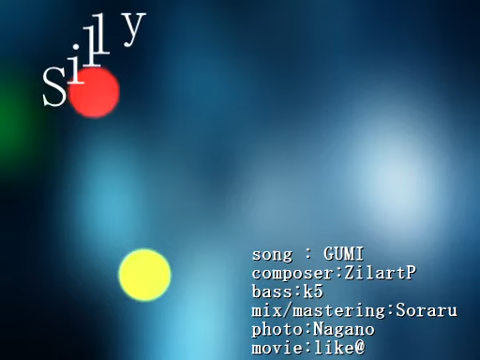 Silly
song : GUMI
composer:ZilartP
bass:k5
mix/mastering:Soraru
photo:Nagano
movie:like@